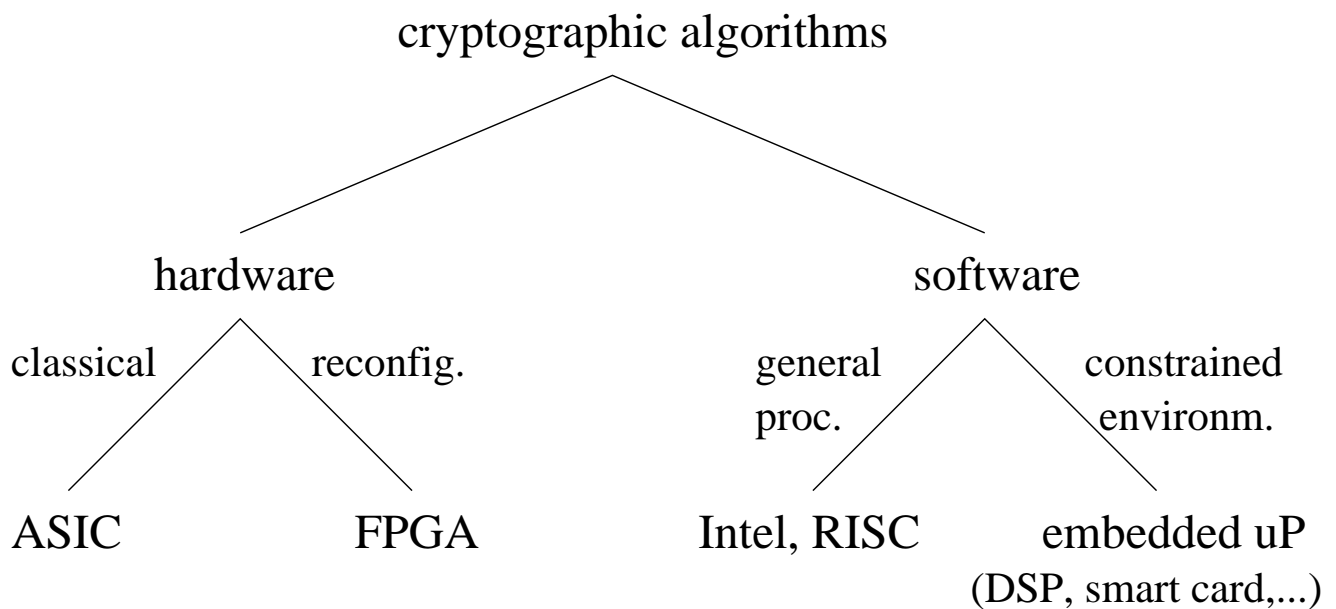 cryptographic algorithms
hardware
software
classical
reconfig.
general
proc.
constrained
environm.
ASIC
FPGA
Intel, RISC
embedded uP
(DSP, smart card,...)